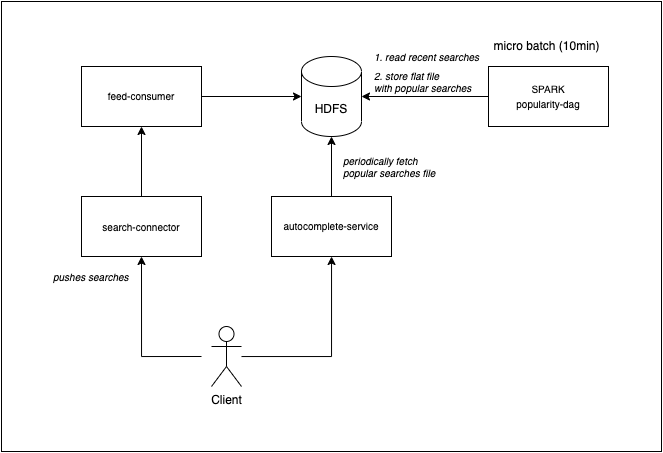 micro batch (10min)
1. read recent searches
2. store flat file
with popular searches
feed-consumer
HDFS
SPARK
popularity-dag
periodically fetch
popular searches file
search-connector
autocomplete-service
pushes searches
Client